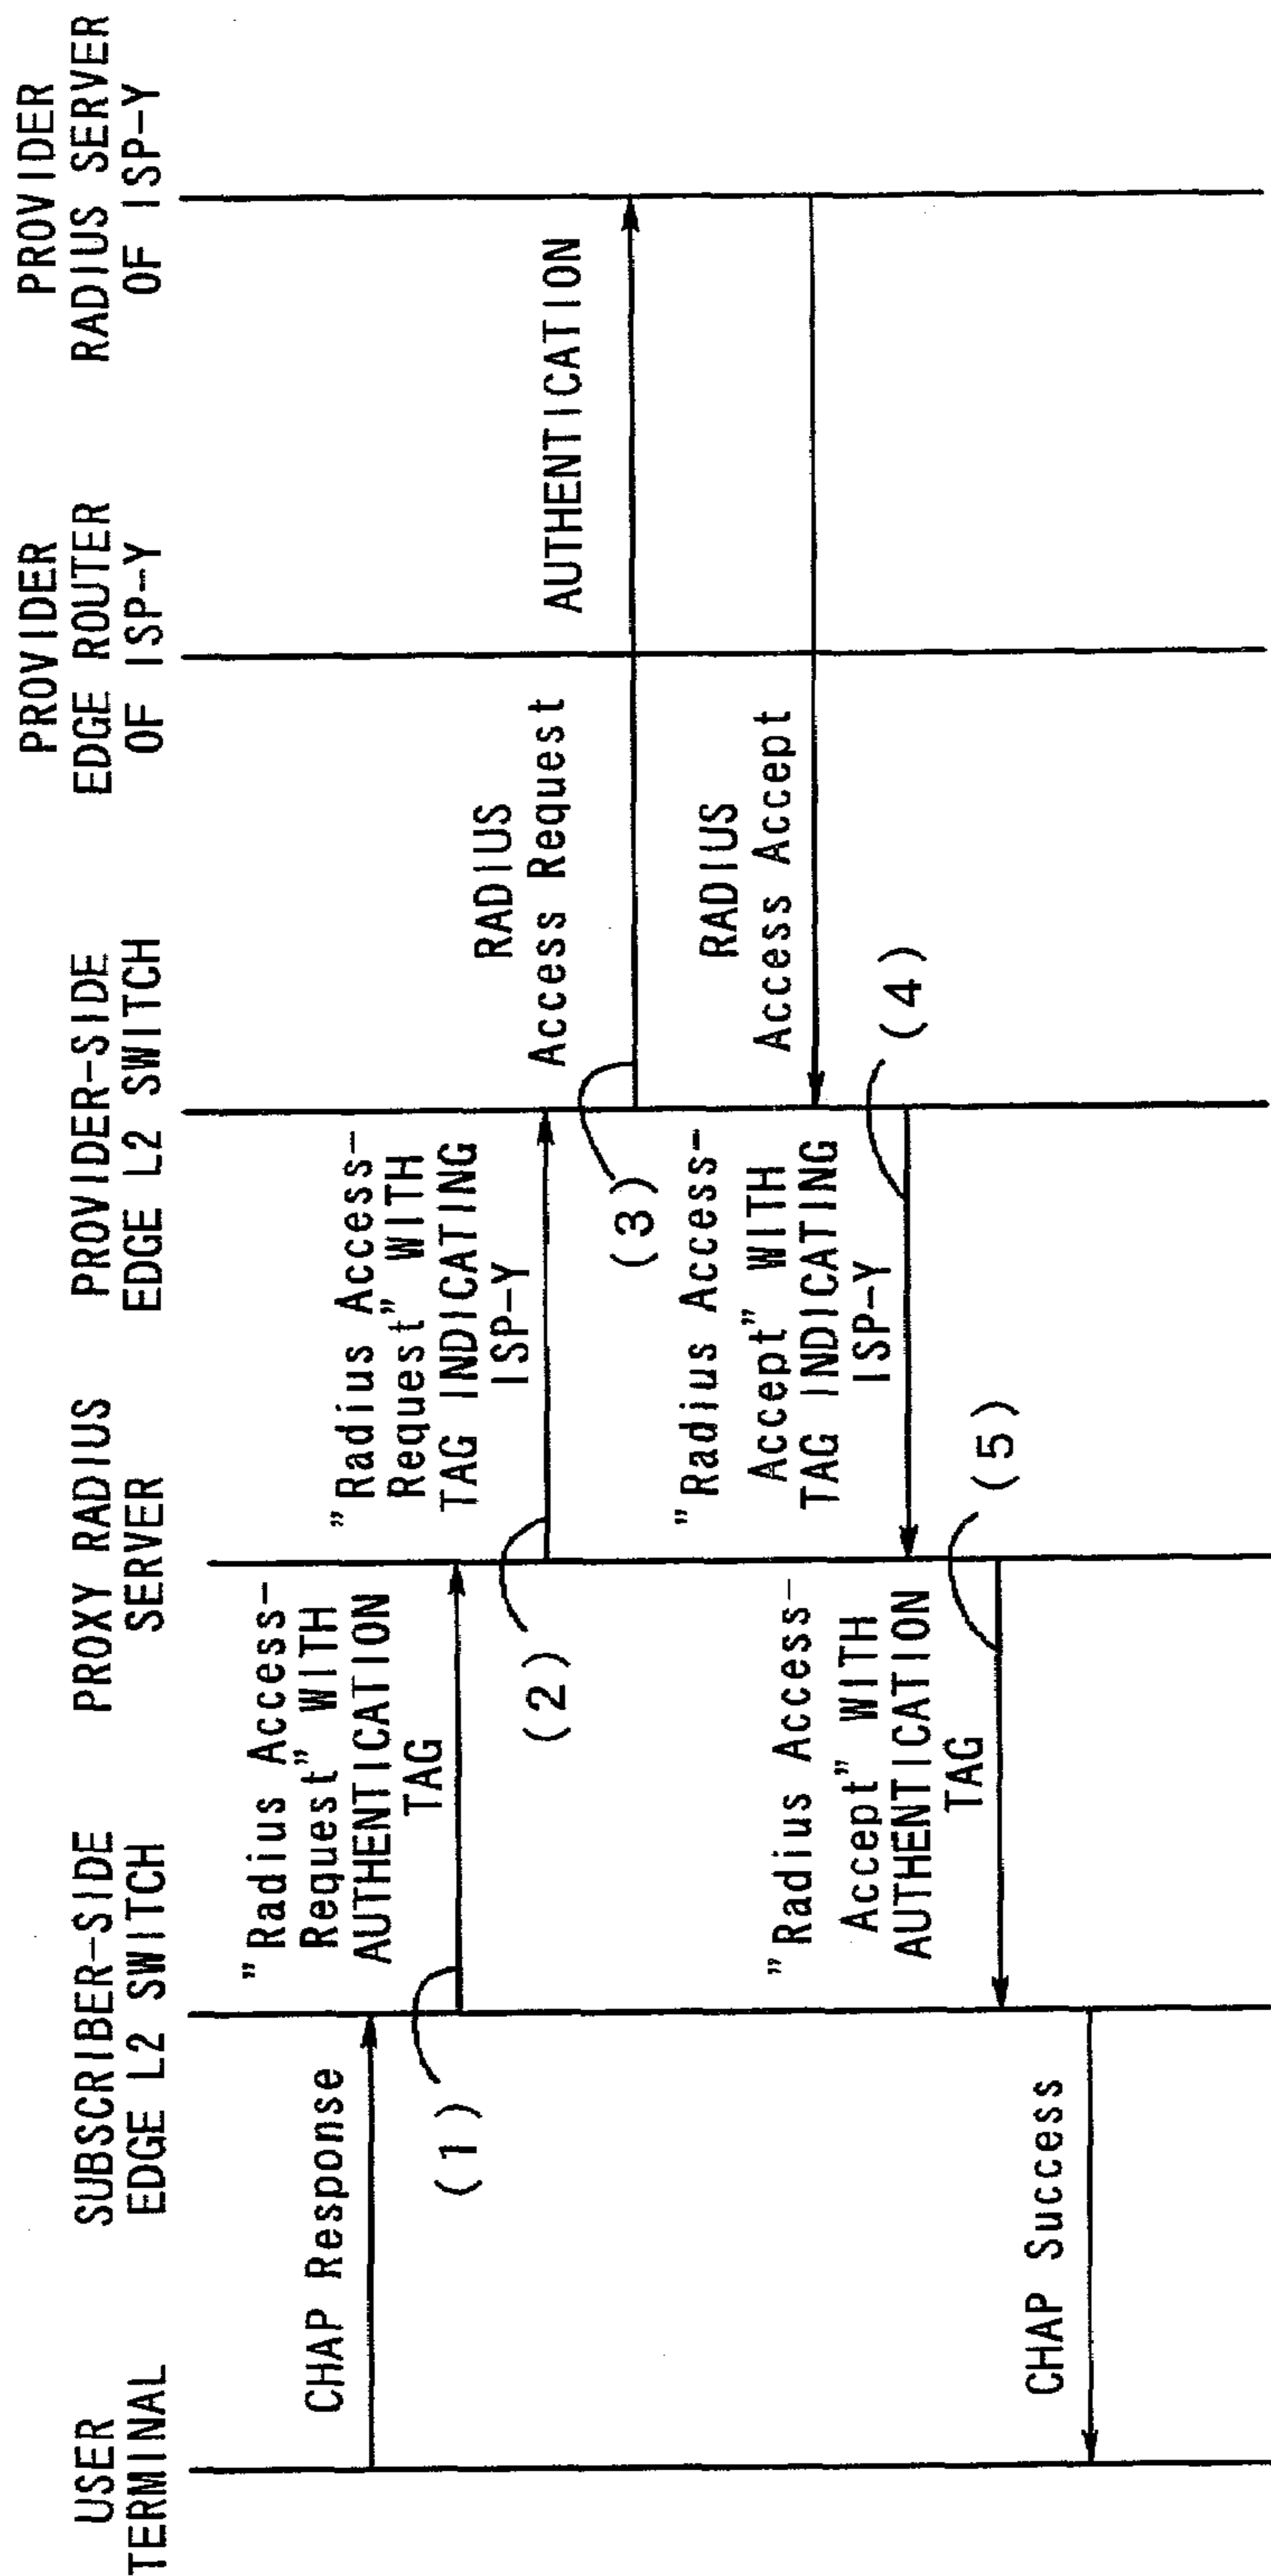 USER
TERMINAL
SUBSCRIBER-SIDE
EDGE L2 SWITCH
PROXY RADIUS
SERVER
PROVIDER-SIDE
EDGE L2 SWITCH
PROVIDER
EDGE ROUTER
OF ISP-Y
PROVIDER
RADIUS SERVER
OF ISP-Y
CHAP Response
(1)
"Radius Access-
Request" WITH
AUTHENTICATION
TAG
(2)
"Radius Access-
Request" WITH
TAG INDICATING
ISP-Y
(3)
RADIUS
Access Request
AUTHENTICATION
RADIUS
Access Accept
(4)
"Radius Access-
Accept" WITH
TAG INDICATING
ISP-Y
(5)
"Radius Access-
Accept" WITH
AUTHENTICATION
TAG
CHAP Success